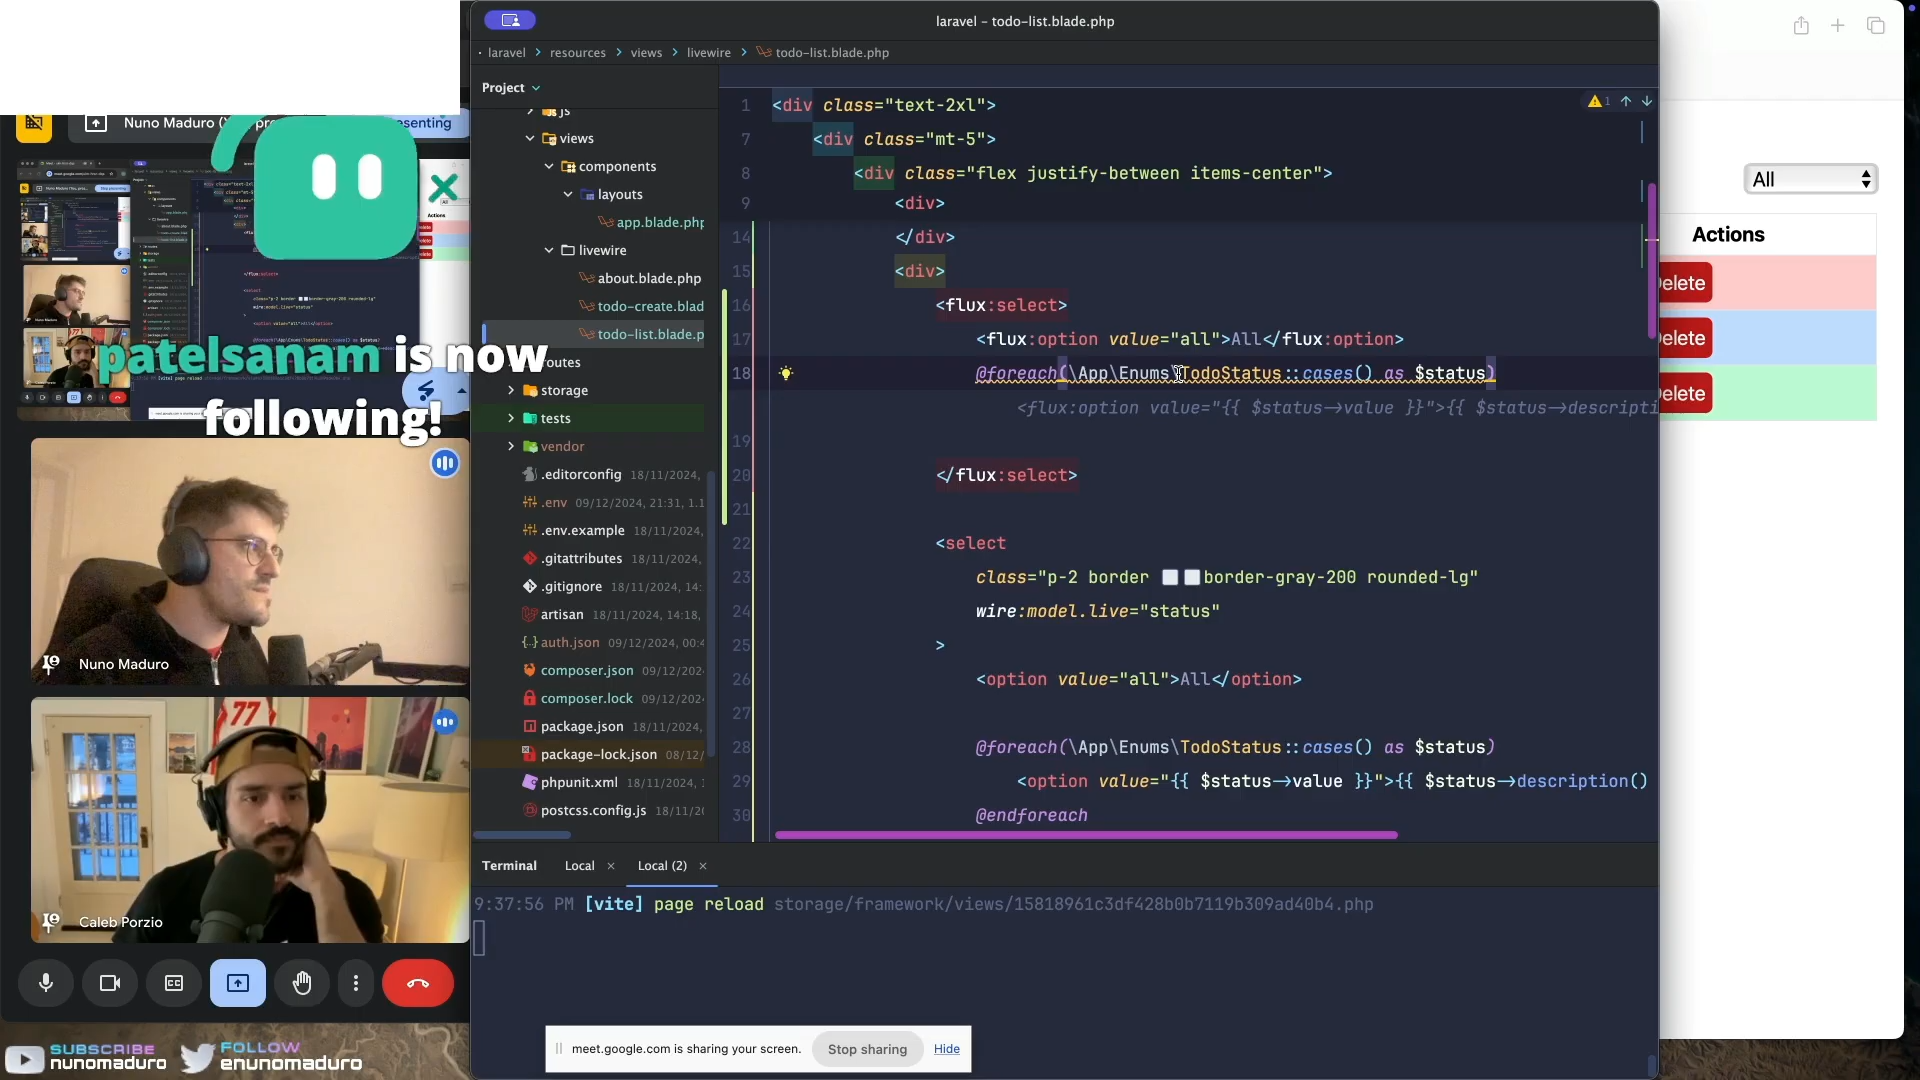 laravel – todo-list.blade.php
laravel > resources > views > livewire > todo-list.blade.php
Project
js
views
components
layouts
app.blade.php
livewire
about.blade.php
todo-create.blad
todo-list.blade.p
routes
storage
tests
vendor
.editorconfig 18/11/2024,
.env 09/12/2024, 21:31, 1.1
.env.example 18/11/2024,
.gitattributes 18/11/2024,
.gitignore 18/11/2024, 14:
artisan 18/11/2024, 14:18,
auth.json 09/12/2024, 00:4
composer.json 09/12/202
composer.lock 09/12/202
package.json 18/11/2024,
package-lock.json 08/12/
phpunit.xml 18/11/2024, 1
postcss.config.js 18/11/20
1 <div class="text-2xl">
7 <div class="mt-5">
8 <div class="flex justify-between items-center">
9 <div>
14 </div>
15 <div>
16 <flux:select>
17 <flux:option value="all">All</flux:option>
18 @foreach(\App\Enums\TodoStatus::cases() as $status)
<flux:option value="{{ $status->value }}">{{ $status->descripti
19
20 </flux:select>
21
22 <select
23 class="p-2 border border-gray-200 rounded-lg"
24 wire:model.live="status"
25 >
26 <option value="all">All</option>
27
28 @foreach(\App\Enums\TodoStatus::cases() as $status)
29 <option value="{{ $status->value }}">{{ $status->description()
30 @endforeach
1
Terminal
Local ×
Local (2) ×
9:37:56 PM [vite] page reload storage/framework/views/15818961c3df428b0b7119b309ad40b4.php
All
Actions
Delete
Delete
Delete
Nuno Maduro (
esenting
patelsanam is now
following!
Nuno Maduro
77
Caleb Porzio
SUBSCRIBE
nunomaduro
FOLLOW
enunomaduro
meet.google.com is sharing your screen.
Stop sharing
Hide